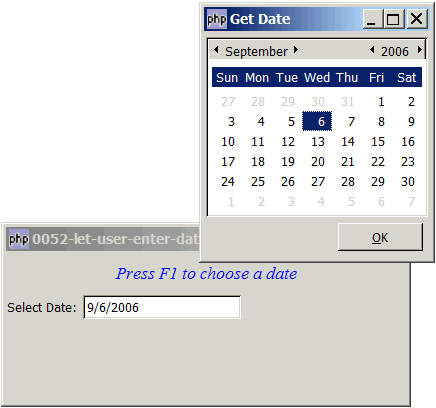 php Get Date
September 2006
Sun Mon Tue Wed Thu Fri Sat
27 28 29 30 31 1 2
3 4 5 6 7 8 9
10 11 12 13 14 15 16
17 18 19 20 21 22 23
24 25 26 27 28 29 30
1 2 3 4 5 6 7
OK
php 0052-let-user-enter-dat
Press F1 to choose a date
Select Date: 9/6/2006